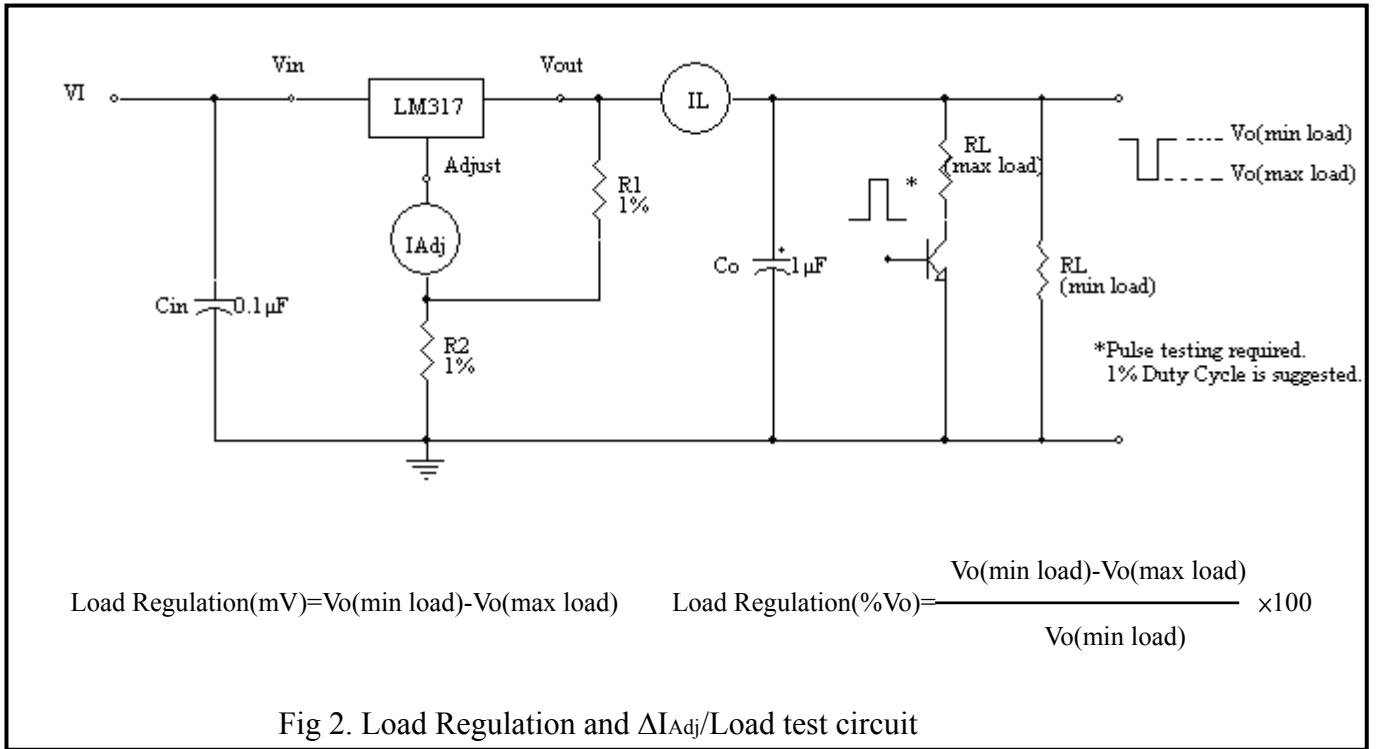 Vin
Vout
VI
LM317
IL
Adjust
R1
1%
IAdj
RL
(max load)
*
Vo(min load)
Vo(max load)
Cin
0.1µF
Co
+
1µF
RL
(min load)
R2
1%
*Pulse testing required.
1% Duty Cycle is suggested.
Load Regulation(mV)=Vo(min load)-Vo(max load)
Load Regulation(%Vo)=
Vo(min load)-Vo(max load)
Vo(min load)
×100
Fig 2. Load Regulation and ΔIAdj/Load test circuit